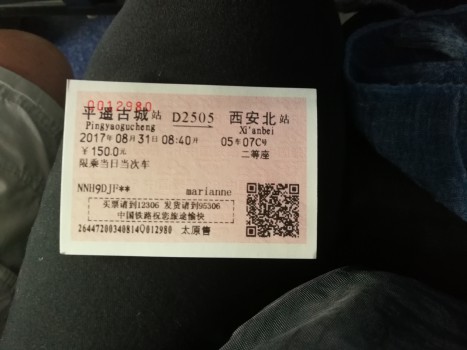 0012980
平遥古城站 D2505 西安北站
Pingyaogucheng Xi'anbei
2017年08月31日08:40开 05车07C号
¥150.0元 二等座
限乘当日当次车
NNH9DJF** marianne
买票请到12306 发货请到95306
中国铁路祝您旅途愉快
26447200340814Q012980 太原售